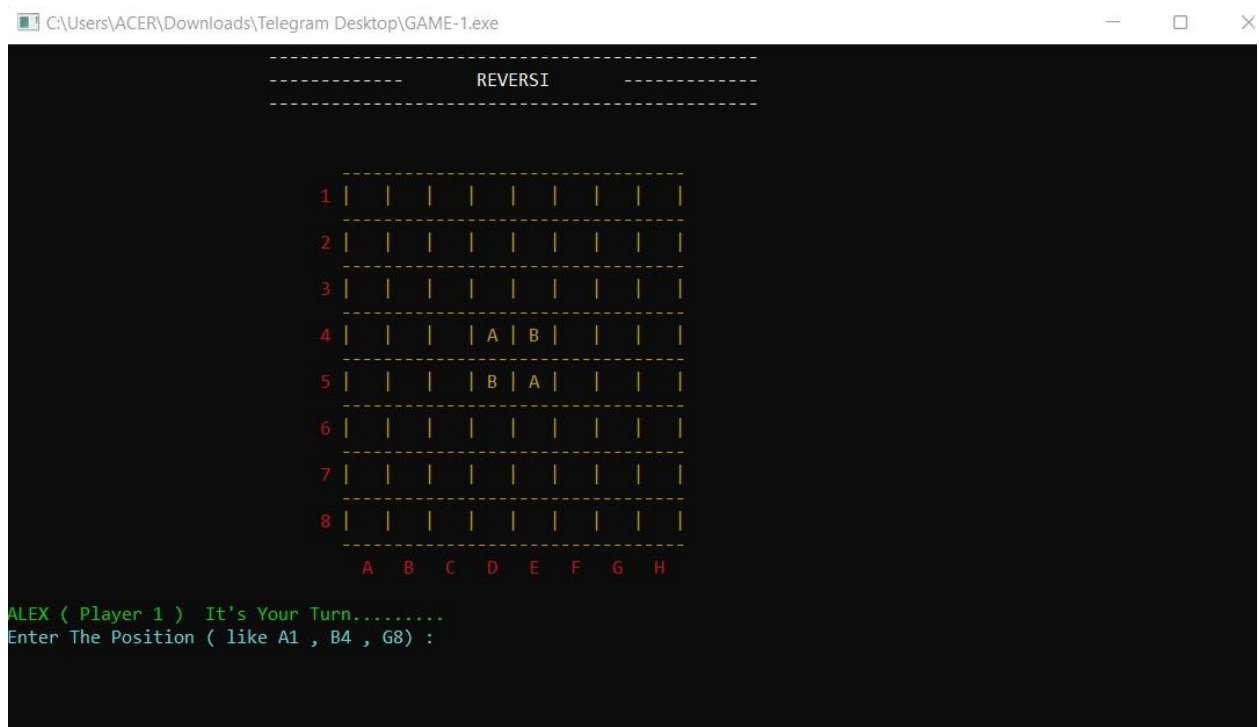 C:\Users\ACER\Downloads\Telegram Desktop\GAME-1.exe
-----------------------------------------------
-------------       REVERSI       -------------
-----------------------------------------------
---------------------------------
1 |   |   |   |   |   |   |   |   |
---------------------------------
2 |   |   |   |   |   |   |   |   |
---------------------------------
3 |   |   |   |   |   |   |   |   |
---------------------------------
4 |   |   |   | A | B |   |   |   |
---------------------------------
5 |   |   |   | B | A |   |   |   |
---------------------------------
6 |   |   |   |   |   |   |   |   |
---------------------------------
7 |   |   |   |   |   |   |   |   |
---------------------------------
8 |   |   |   |   |   |   |   |   |
---------------------------------
A   B   C   D   E   F   G   H
ALEX ( Player 1 )  It's Your Turn.........
Enter The Position ( like A1 , B4 , G8) :